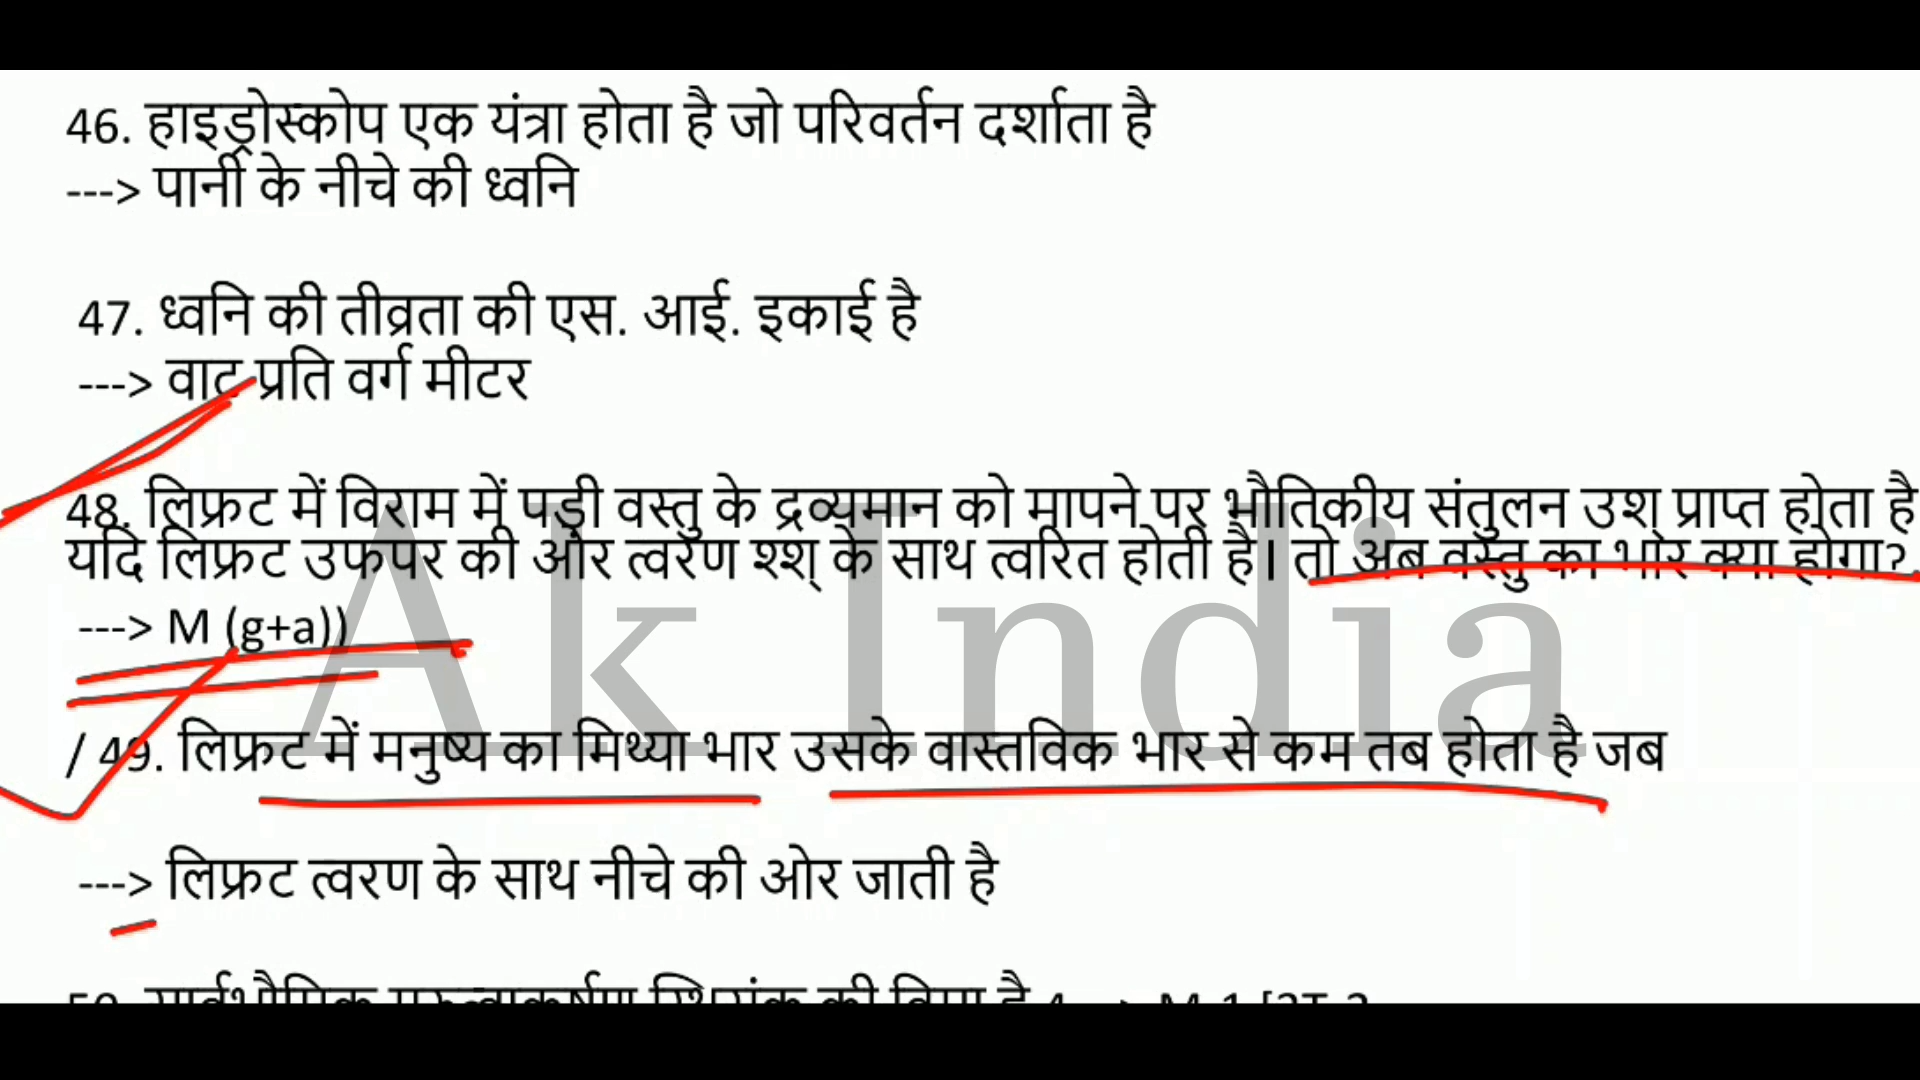 46. हाइड्रोस्कोप एक यंत्रा होता है जो परिवर्तन दर्शाता है
---> पानी के नीचे की ध्वनि
47. ध्वनि की तीव्रता की एस. आई. इकाई है
---> वाट प्रति वर्ग मीटर
48. लिफ्रट में विराम में पड़ी वस्तु के द्रव्यमान को मापने पर भौतिकीय संतुलन उश् प्राप्त होता है
यदि लिफ्रट उफपर की ओर त्वरण श्श् के साथ त्वरित होती है। तो अब वस्तु का भार क्या होगा?
---> M (g+a))
/ 49. लिफ्रट में मनुष्य का मिथ्या भार उसके वास्तविक भार से कम तब होता है जब
---> लिफ्रट त्वरण के साथ नीचे की ओर जाती है
Ak India